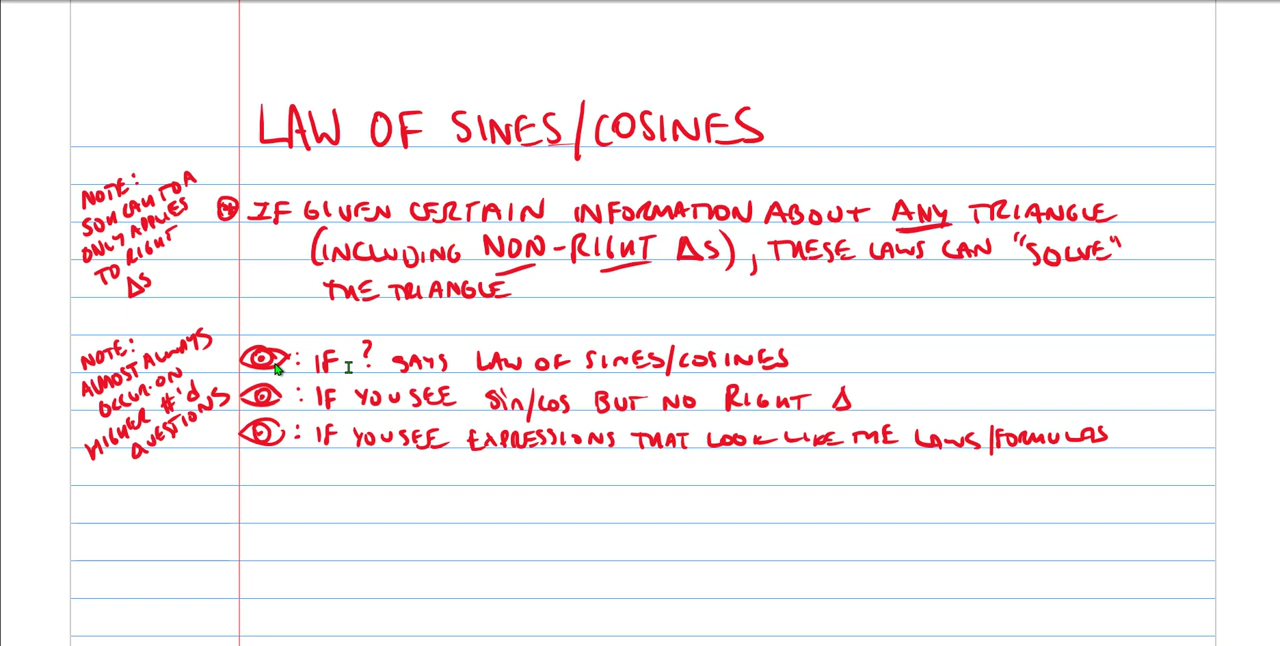 LAW OF SINES/COSINES
NOTE:
SOH CAH TOA
ONLY APPLIES
TO RIGHT
ΔS
IF GIVEN CERTAIN INFORMATION ABOUT ANY TRIANGLE
(INCLUDING NON-RIGHT ΔS), THESE LAWS CAN "SOLVE"
THE TRIANGLE
NOTE:
ALMOST ALWAYS
OCCUR ON
HIGHER #'d
QUESTIONS
: IF ? SAYS LAW OF SINES/COSINES
: IF YOU SEE sin/cos BUT NO RIGHT Δ
: IF YOU SEE EXPRESSIONS THAT LOOK LIKE THE LAWS/FORMULAS